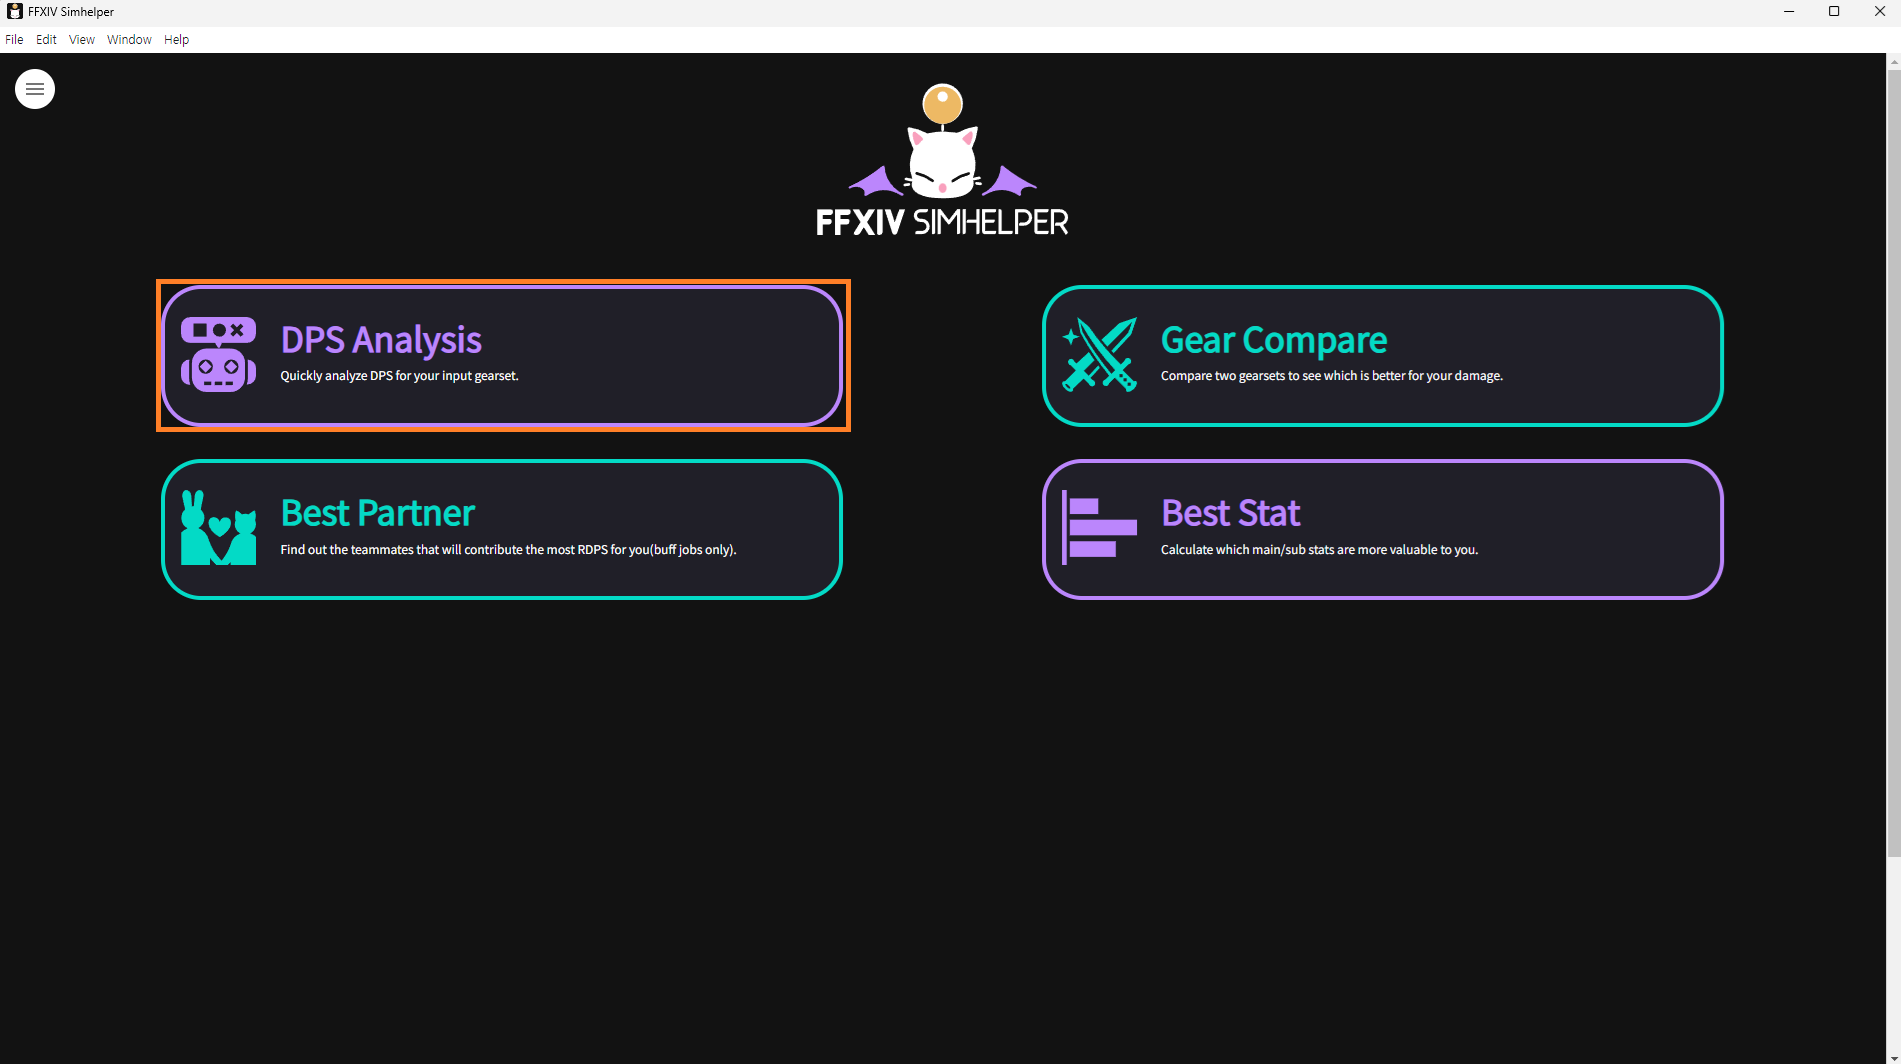 FFXIV Simhelper
File Edit View Window Help
FFXIV SIMHELPER
DPS Analysis
Quickly analyze DPS for your input gearset.
Gear Compare
Compare two gearsets to see which is better for your damage.
Best Partner
Find out the teammates that will contribute the most RDPS for you(buff jobs only).
Best Stat
Calculate which main/sub stats are more valuable to you.